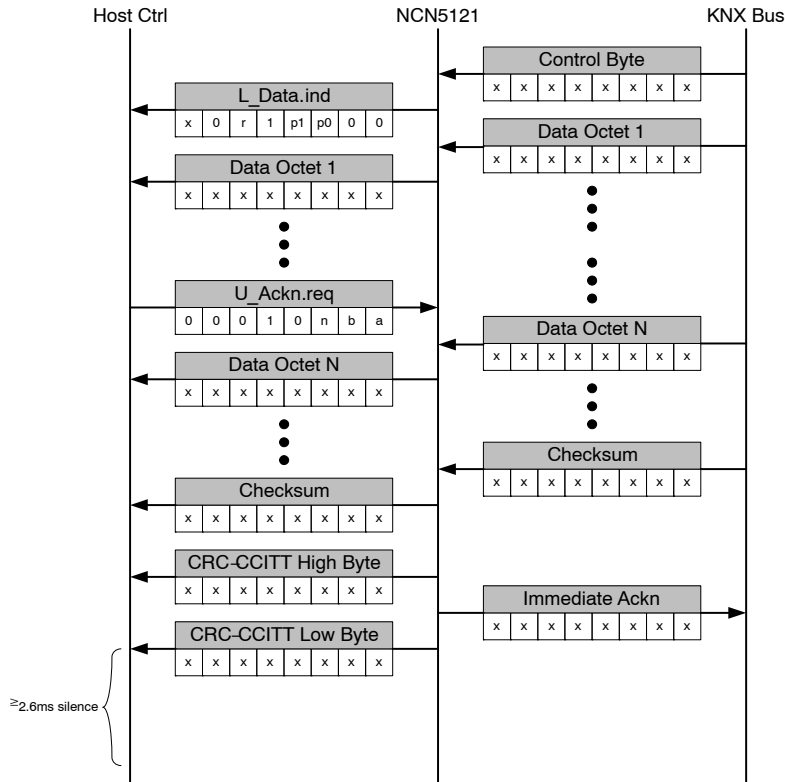 Host Ctrl NCN5121 KNX Bus
Control Byte
x x x x x x x x
L_Data.ind
x 0 r 1 p1 p0 0 0
Data Octet 1
x x x x x x x x
Data Octet 1
x x x x x x x x
U_Ackn.req
0 0 0 1 0 n b a
Data Octet N
x x x x x x x x
Data Octet N
x x x x x x x x
Checksum
x x x x x x x x
Checksum
x x x x x x x x
CRC-CCITT High Byte
x x x x x x x x
Immediate Ackn
x x x x x x x x
CRC-CCITT Low Byte
x x x x x x x x
≥2.6ms silence